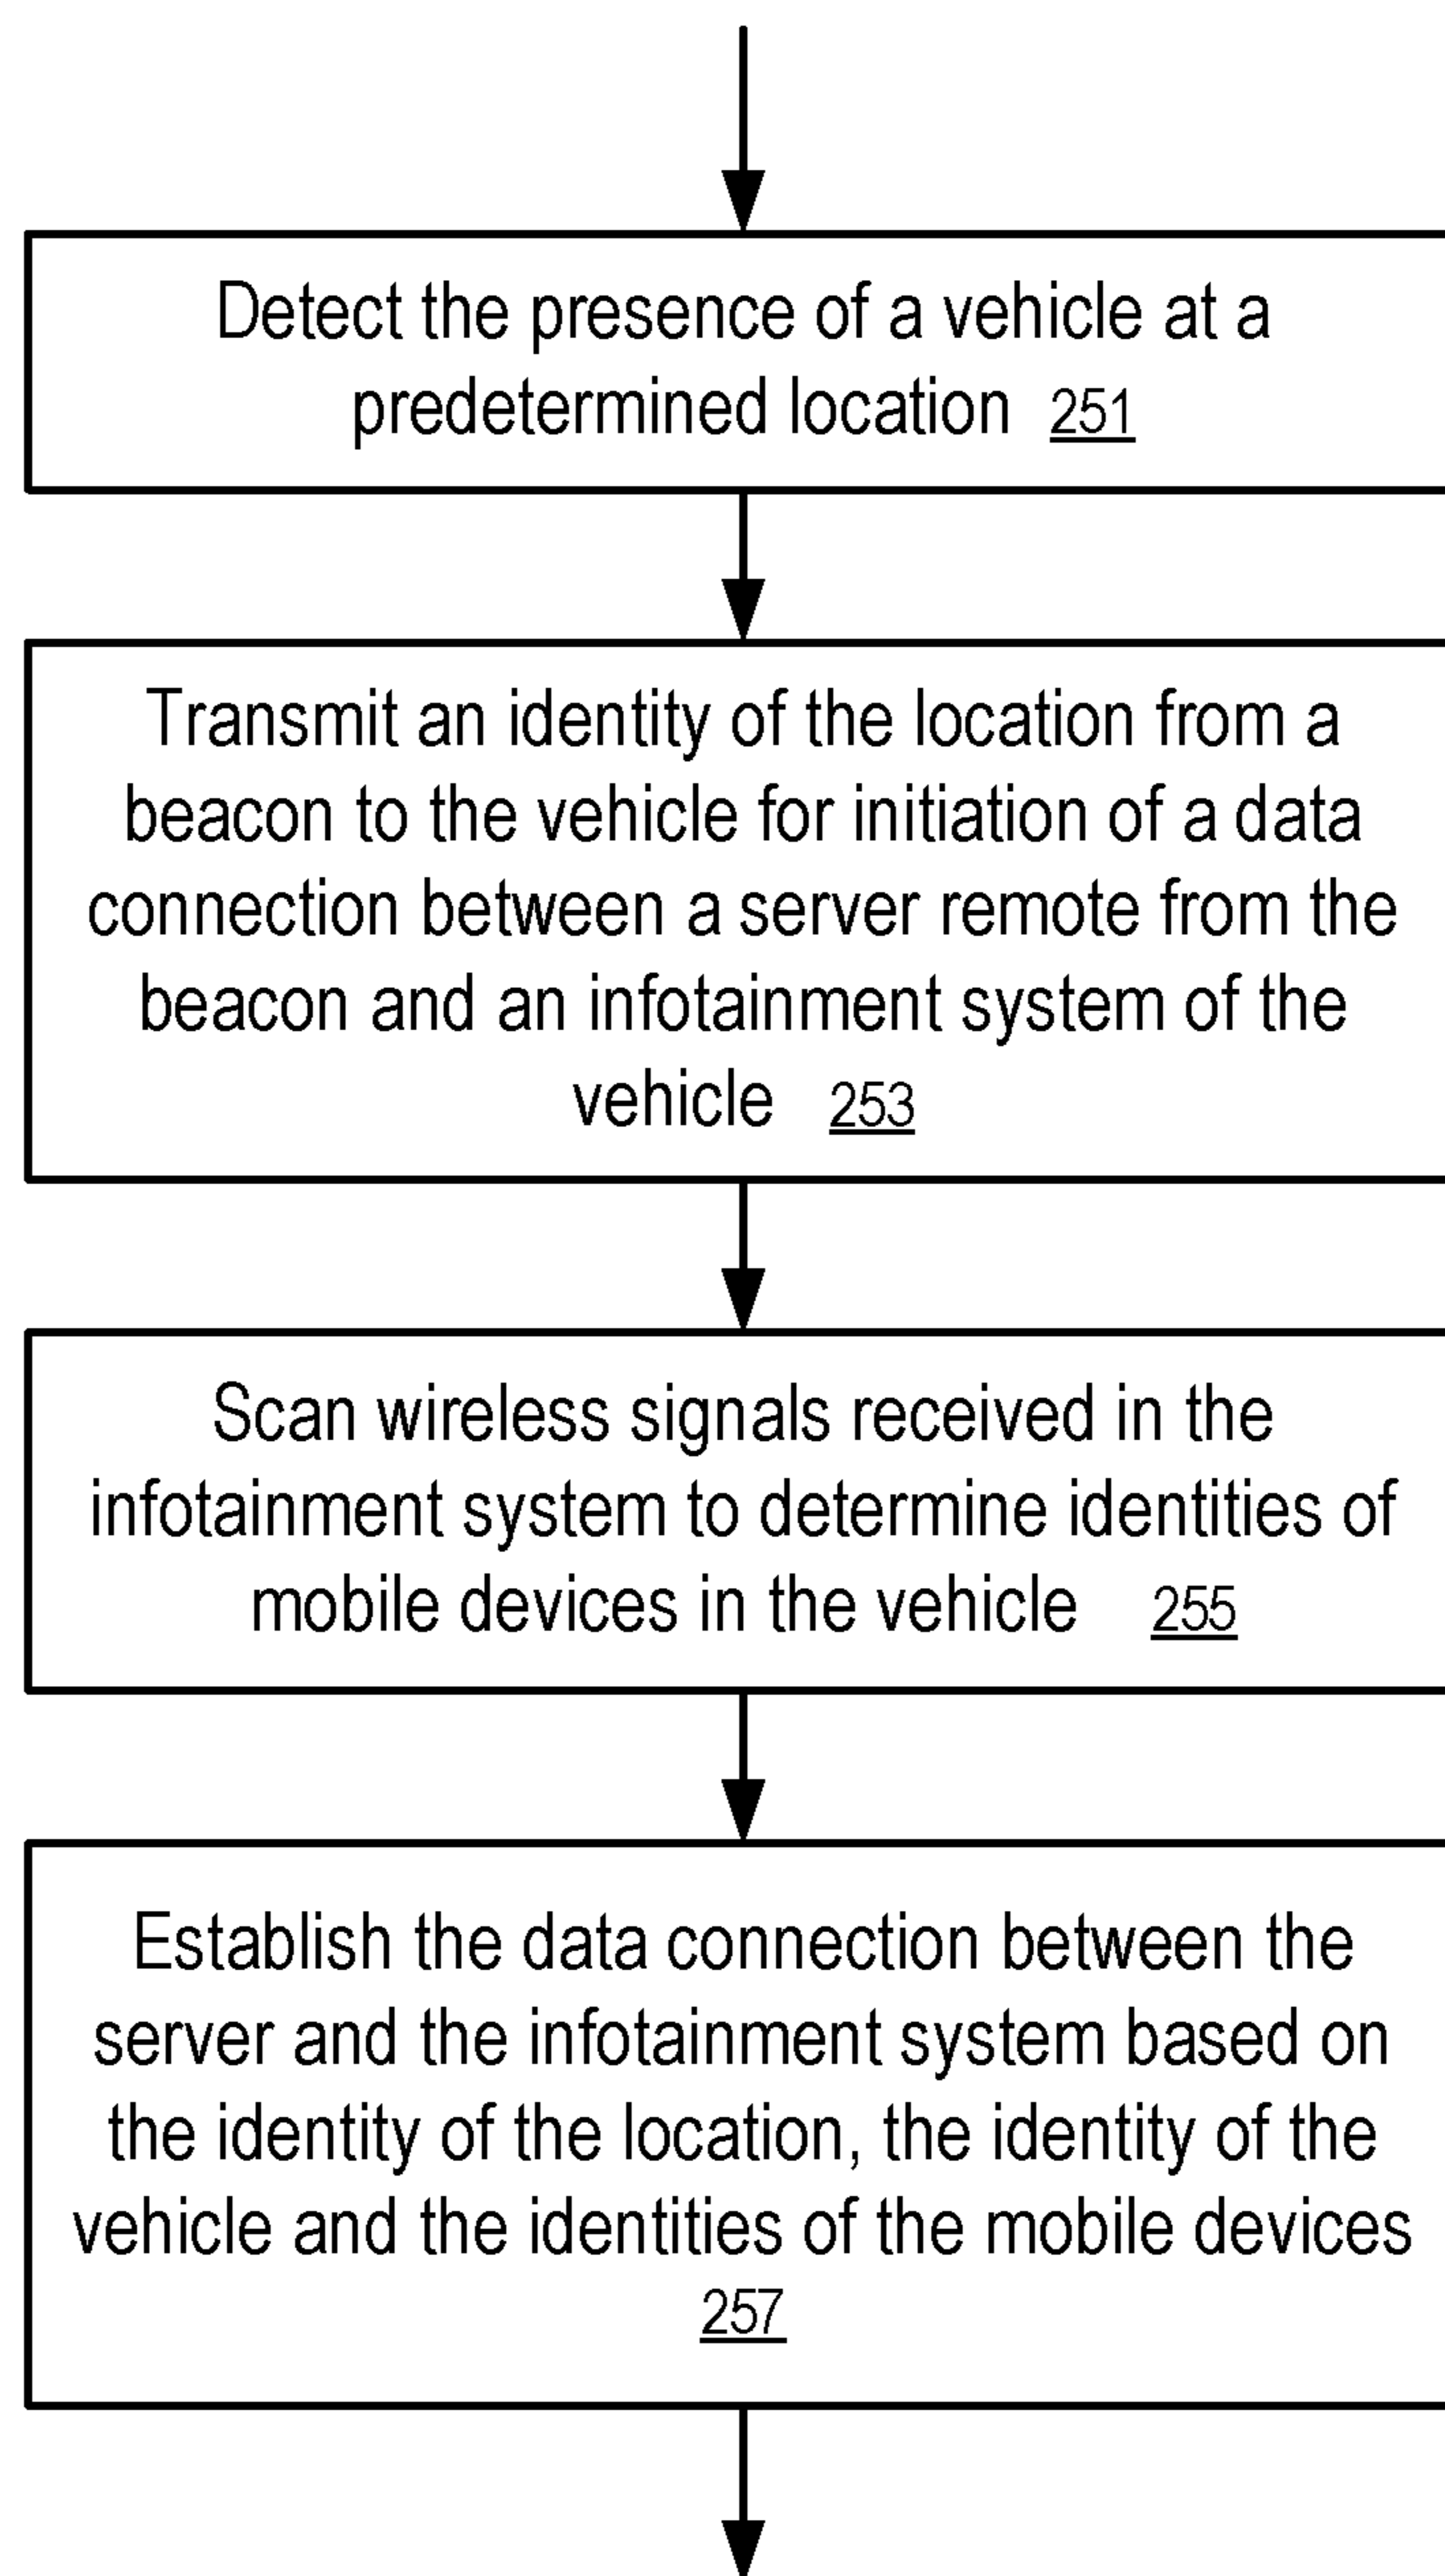 Detect the presence of a vehicle at a
predetermined location 251
Transmit an identity of the location from a
beacon to the vehicle for initiation of a data
connection between a server remote from the
beacon and an infotainment system of the
vehicle 253
Scan wireless signals received in the
infotainment system to determine identities of
mobile devices in the vehicle 255
Establish the data connection between the
server and the infotainment system based on
the identity of the location, the identity of the
vehicle and the identities of the mobile devices
257